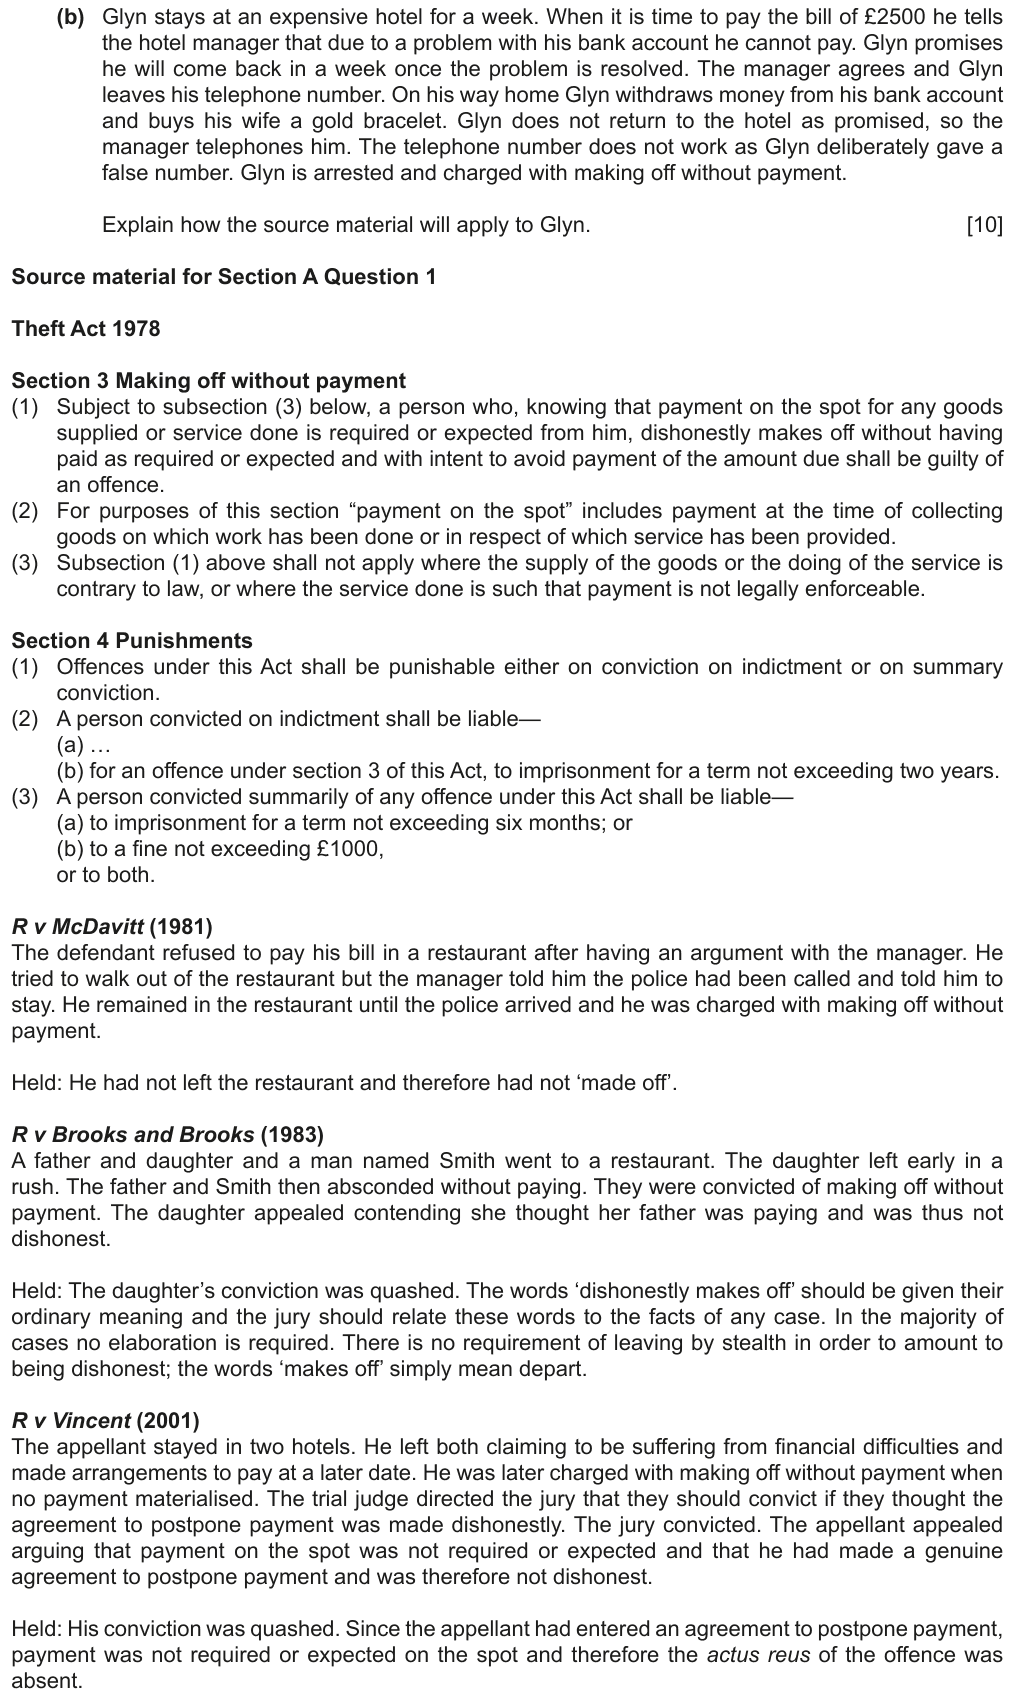 (b) Glyn stays at an expensive hotel for a week. When it is time to pay the bill of £2500 he tells
the hotel manager that due to a problem with his bank account he cannot pay. Glyn promises
he will come back in a week once the problem is resolved. The manager agrees and Glyn
leaves his telephone number. On his way home Glyn withdraws money from his bank account
and buys his wife a gold bracelet. Glyn does not return to the hotel as promised, so the
manager telephones him. The telephone number does not work as Glyn deliberately gave a
false number. Glyn is arrested and charged with making off without payment.
Explain how the source material will apply to Glyn. [10]
Source material for Section A Question 1
Theft Act 1978
Section 3 Making off without payment
(1) Subject to subsection (3) below, a person who, knowing that payment on the spot for any goods
supplied or service done is required or expected from him, dishonestly makes off without having
paid as required or expected and with intent to avoid payment of the amount due shall be guilty of
an offence.
(2) For purposes of this section “payment on the spot” includes payment at the time of collecting
goods on which work has been done or in respect of which service has been provided.
(3) Subsection (1) above shall not apply where the supply of the goods or the doing of the service is
contrary to law, or where the service done is such that payment is not legally enforceable.
Section 4 Punishments
(1) Offences under this Act shall be punishable either on conviction on indictment or on summary
conviction.
(2) A person convicted on indictment shall be liable—
(a) …
(b) for an offence under section 3 of this Act, to imprisonment for a term not exceeding two years.
(3) A person convicted summarily of any offence under this Act shall be liable—
(a) to imprisonment for a term not exceeding six months; or
(b) to a fine not exceeding £1000,
or to both.
R v McDavitt (1981)
The defendant refused to pay his bill in a restaurant after having an argument with the manager. He
tried to walk out of the restaurant but the manager told him the police had been called and told him to
stay. He remained in the restaurant until the police arrived and he was charged with making off without
payment.
Held: He had not left the restaurant and therefore had not ‘made off’.
R v Brooks and Brooks (1983)
A father and daughter and a man named Smith went to a restaurant. The daughter left early in a
rush. The father and Smith then absconded without paying. They were convicted of making off without
payment. The daughter appealed contending she thought her father was paying and was thus not
dishonest.
Held: The daughter’s conviction was quashed. The words ‘dishonestly makes off’ should be given their
ordinary meaning and the jury should relate these words to the facts of any case. In the majority of
cases no elaboration is required. There is no requirement of leaving by stealth in order to amount to
being dishonest; the words ‘makes off’ simply mean depart.
R v Vincent (2001)
The appellant stayed in two hotels. He left both claiming to be suffering from financial difficulties and
made arrangements to pay at a later date. He was later charged with making off without payment when
no payment materialised. The trial judge directed the jury that they should convict if they thought the
agreement to postpone payment was made dishonestly. The jury convicted. The appellant appealed
arguing that payment on the spot was not required or expected and that he had made a genuine
agreement to postpone payment and was therefore not dishonest.
Held: His conviction was quashed. Since the appellant had entered an agreement to postpone payment,
payment was not required or expected on the spot and therefore the actus reus of the offence was
absent.